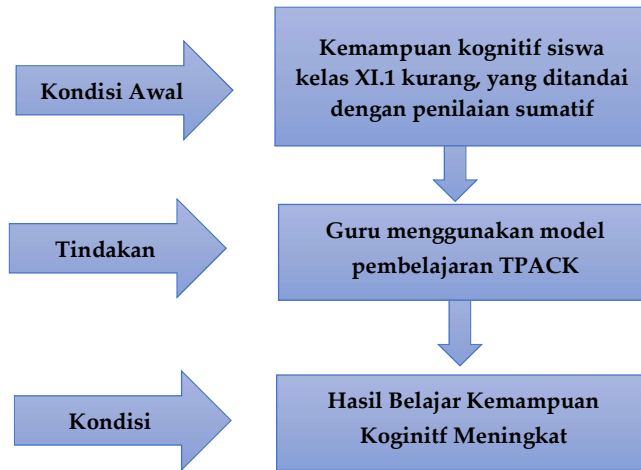 Kondisi Awal
Kemampuan kognitif siswa
kelas XI.1 kurang, yang ditandai
dengan penilaian sumatif
Tindakan
Guru menggunakan model
pembelajaran TPACK
Kondisi
Hasil Belajar Kemampuan
Koginitf Meningkat